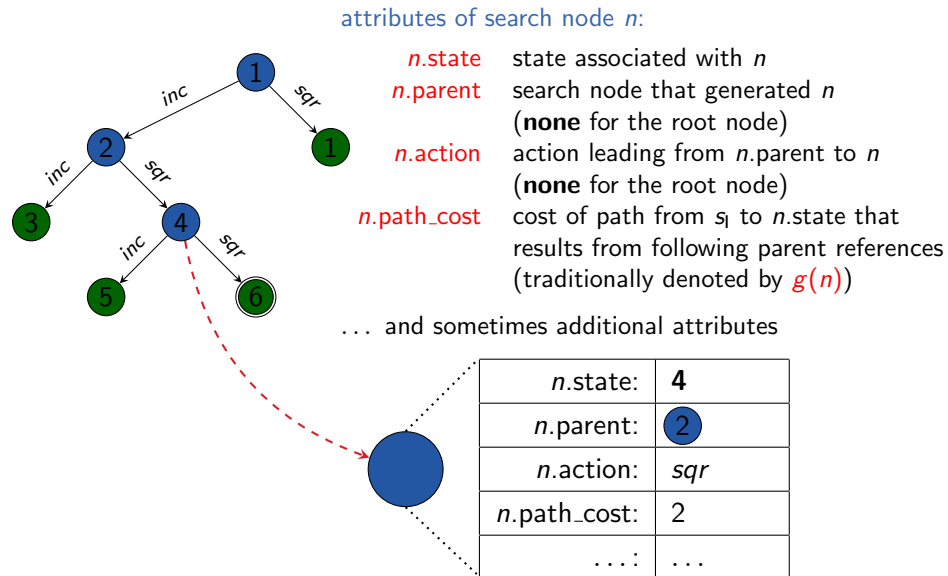 attributes of search node n:
n.state state associated with n
n.parent search node that generated n
(none for the root node)
n.action action leading from n.parent to n
(none for the root node)
n.path_cost cost of path from sI to n.state that
results from following parent references
(traditionally denoted by g(n))
... and sometimes additional attributes
1
inc
sqr
2
1
inc
sqr
3
4
inc
sqr
5
6
n.state: 4
n.parent: 2
n.action: sqr
n.path_cost: 2
...: ...